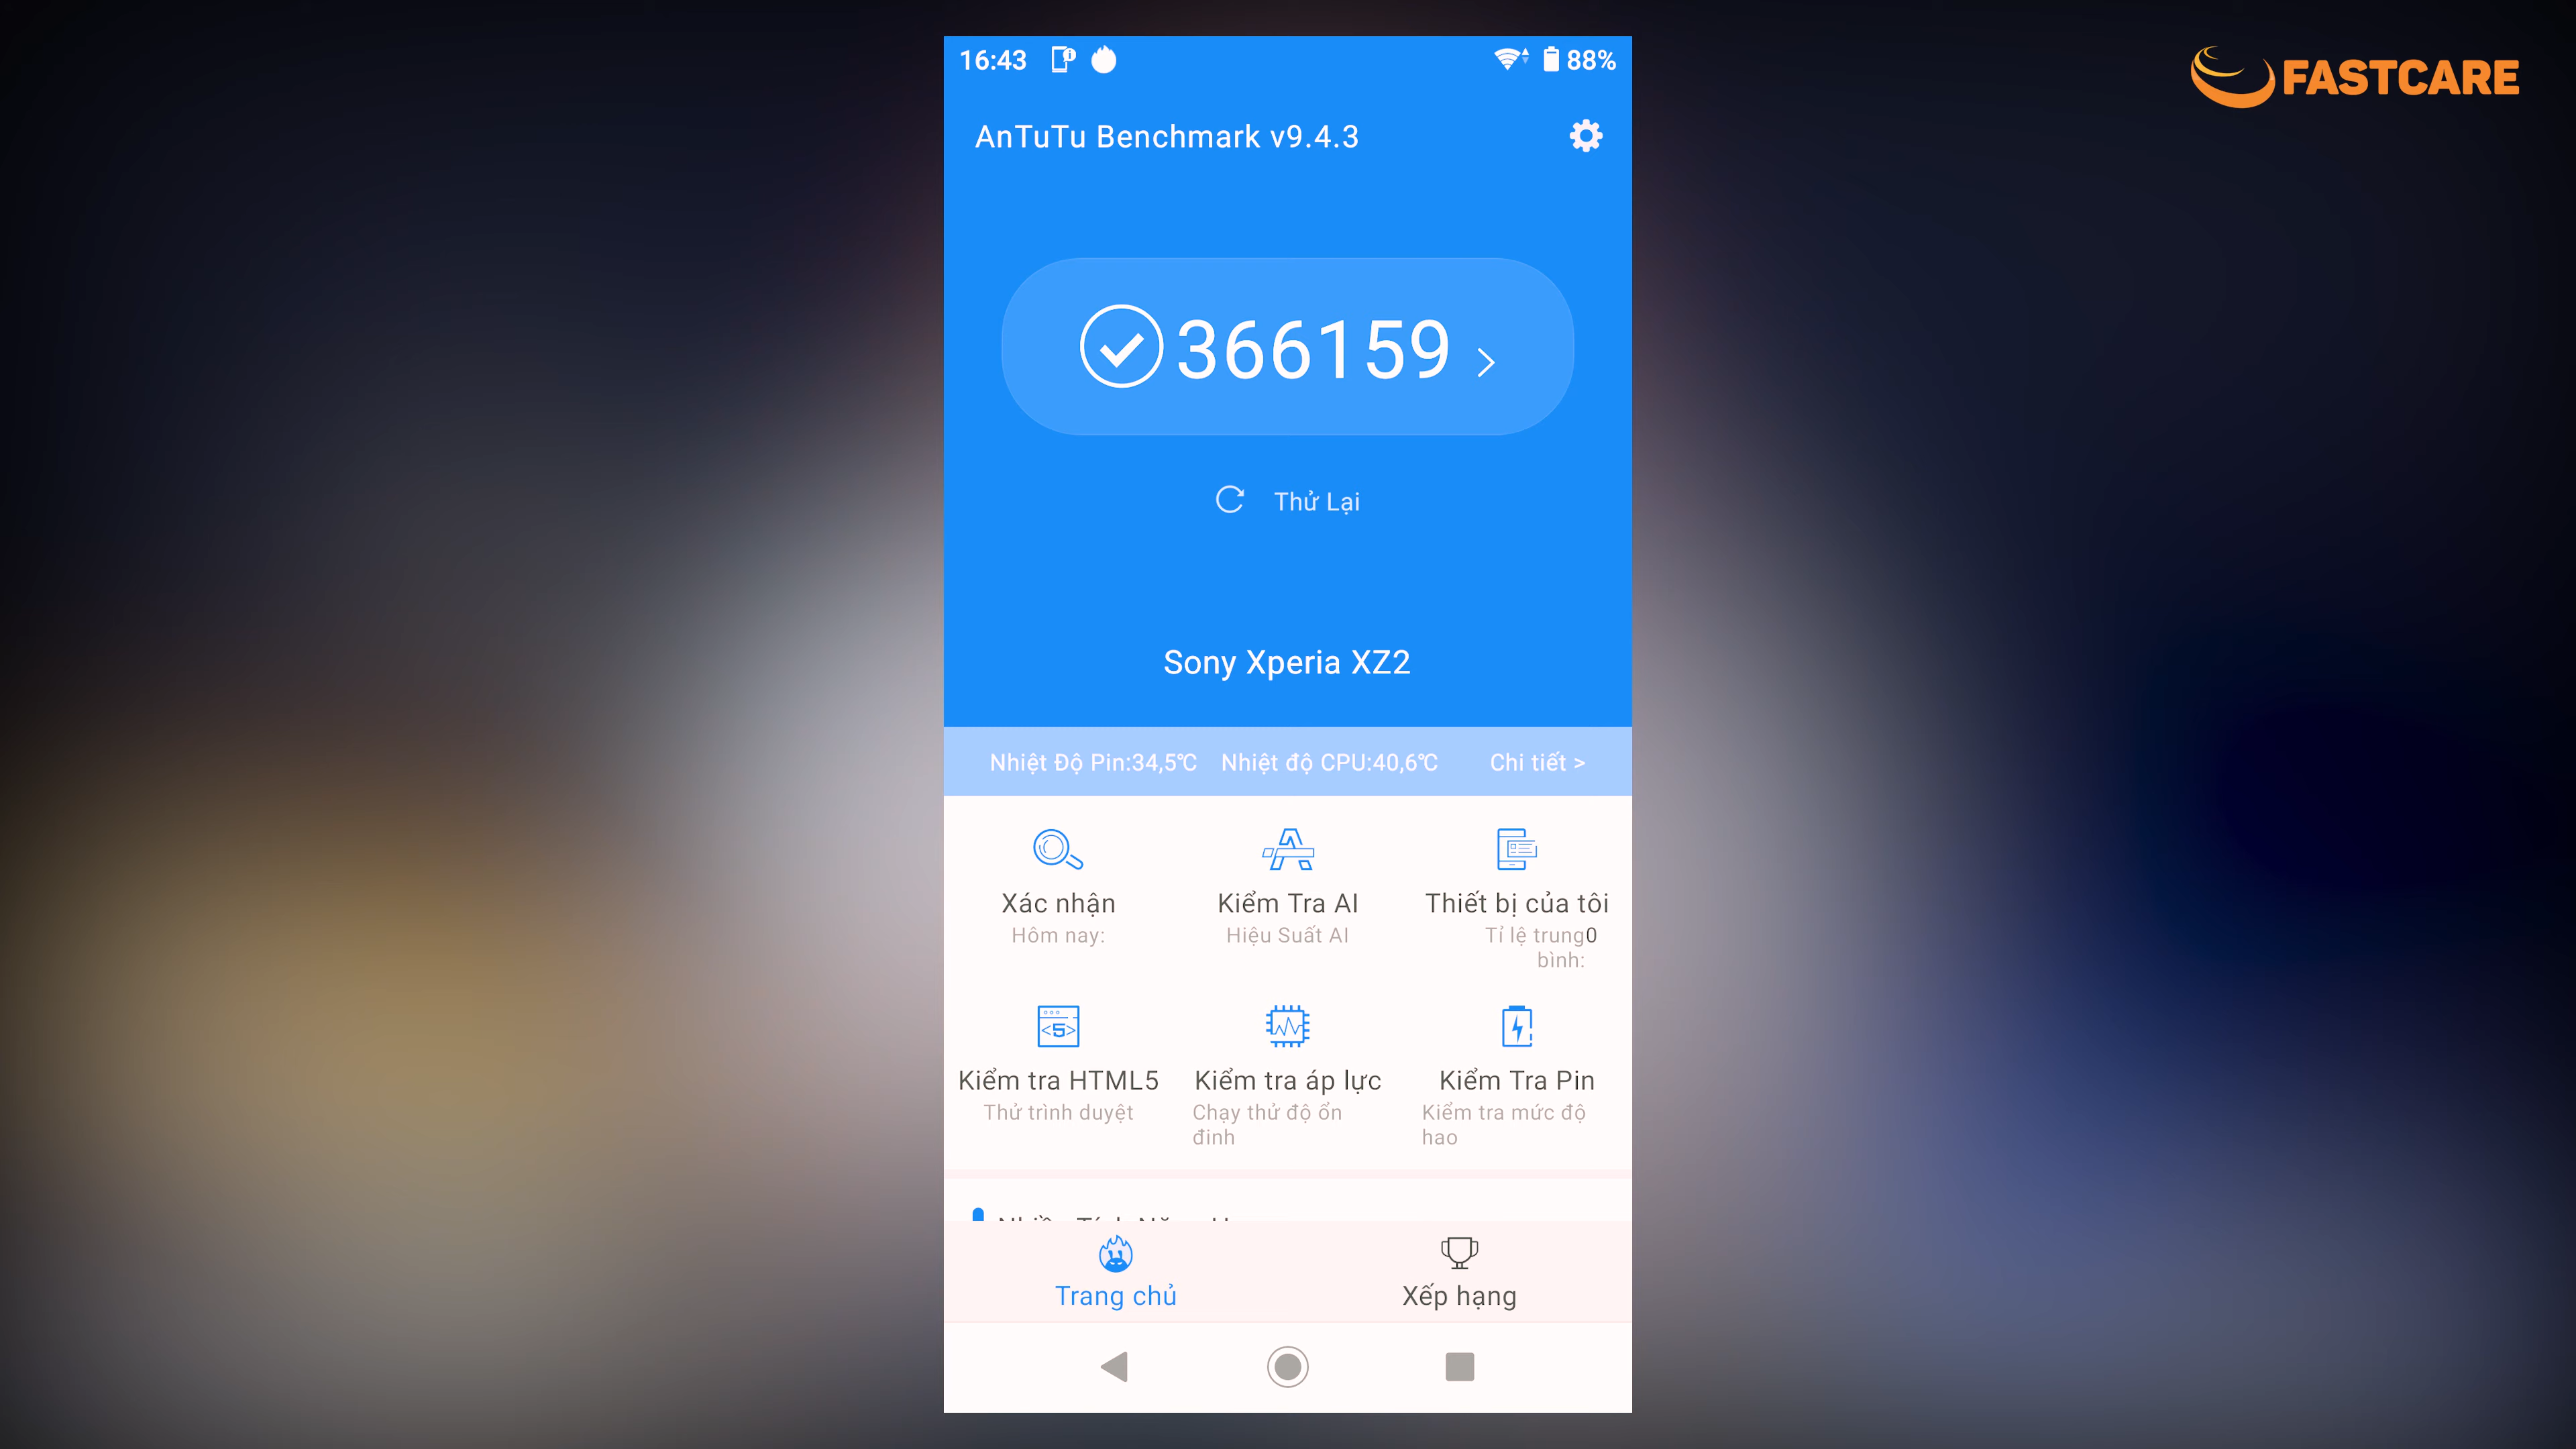 16:43
88%
FASTCARE
AnTuTu Benchmark v9.4.3
366159 >
Thử Lại
Sony Xperia XZ2
Nhiệt Độ Pin:34,5℃ Nhiệt độ CPU:40,6℃ Chi tiết >
Xác nhận
Hôm nay:
Kiểm Tra AI
Hiệu Suất AI
Thiết bị của tôi
Tỉ lệ trung0
bình:
<5>
Kiểm tra HTML5
Thử trình duyệt
Kiểm tra áp lực
Chạy thử độ ổn
đinh
Kiểm Tra Pin
Kiểm tra mức độ
hao
Trang chủ
Xếp hạng